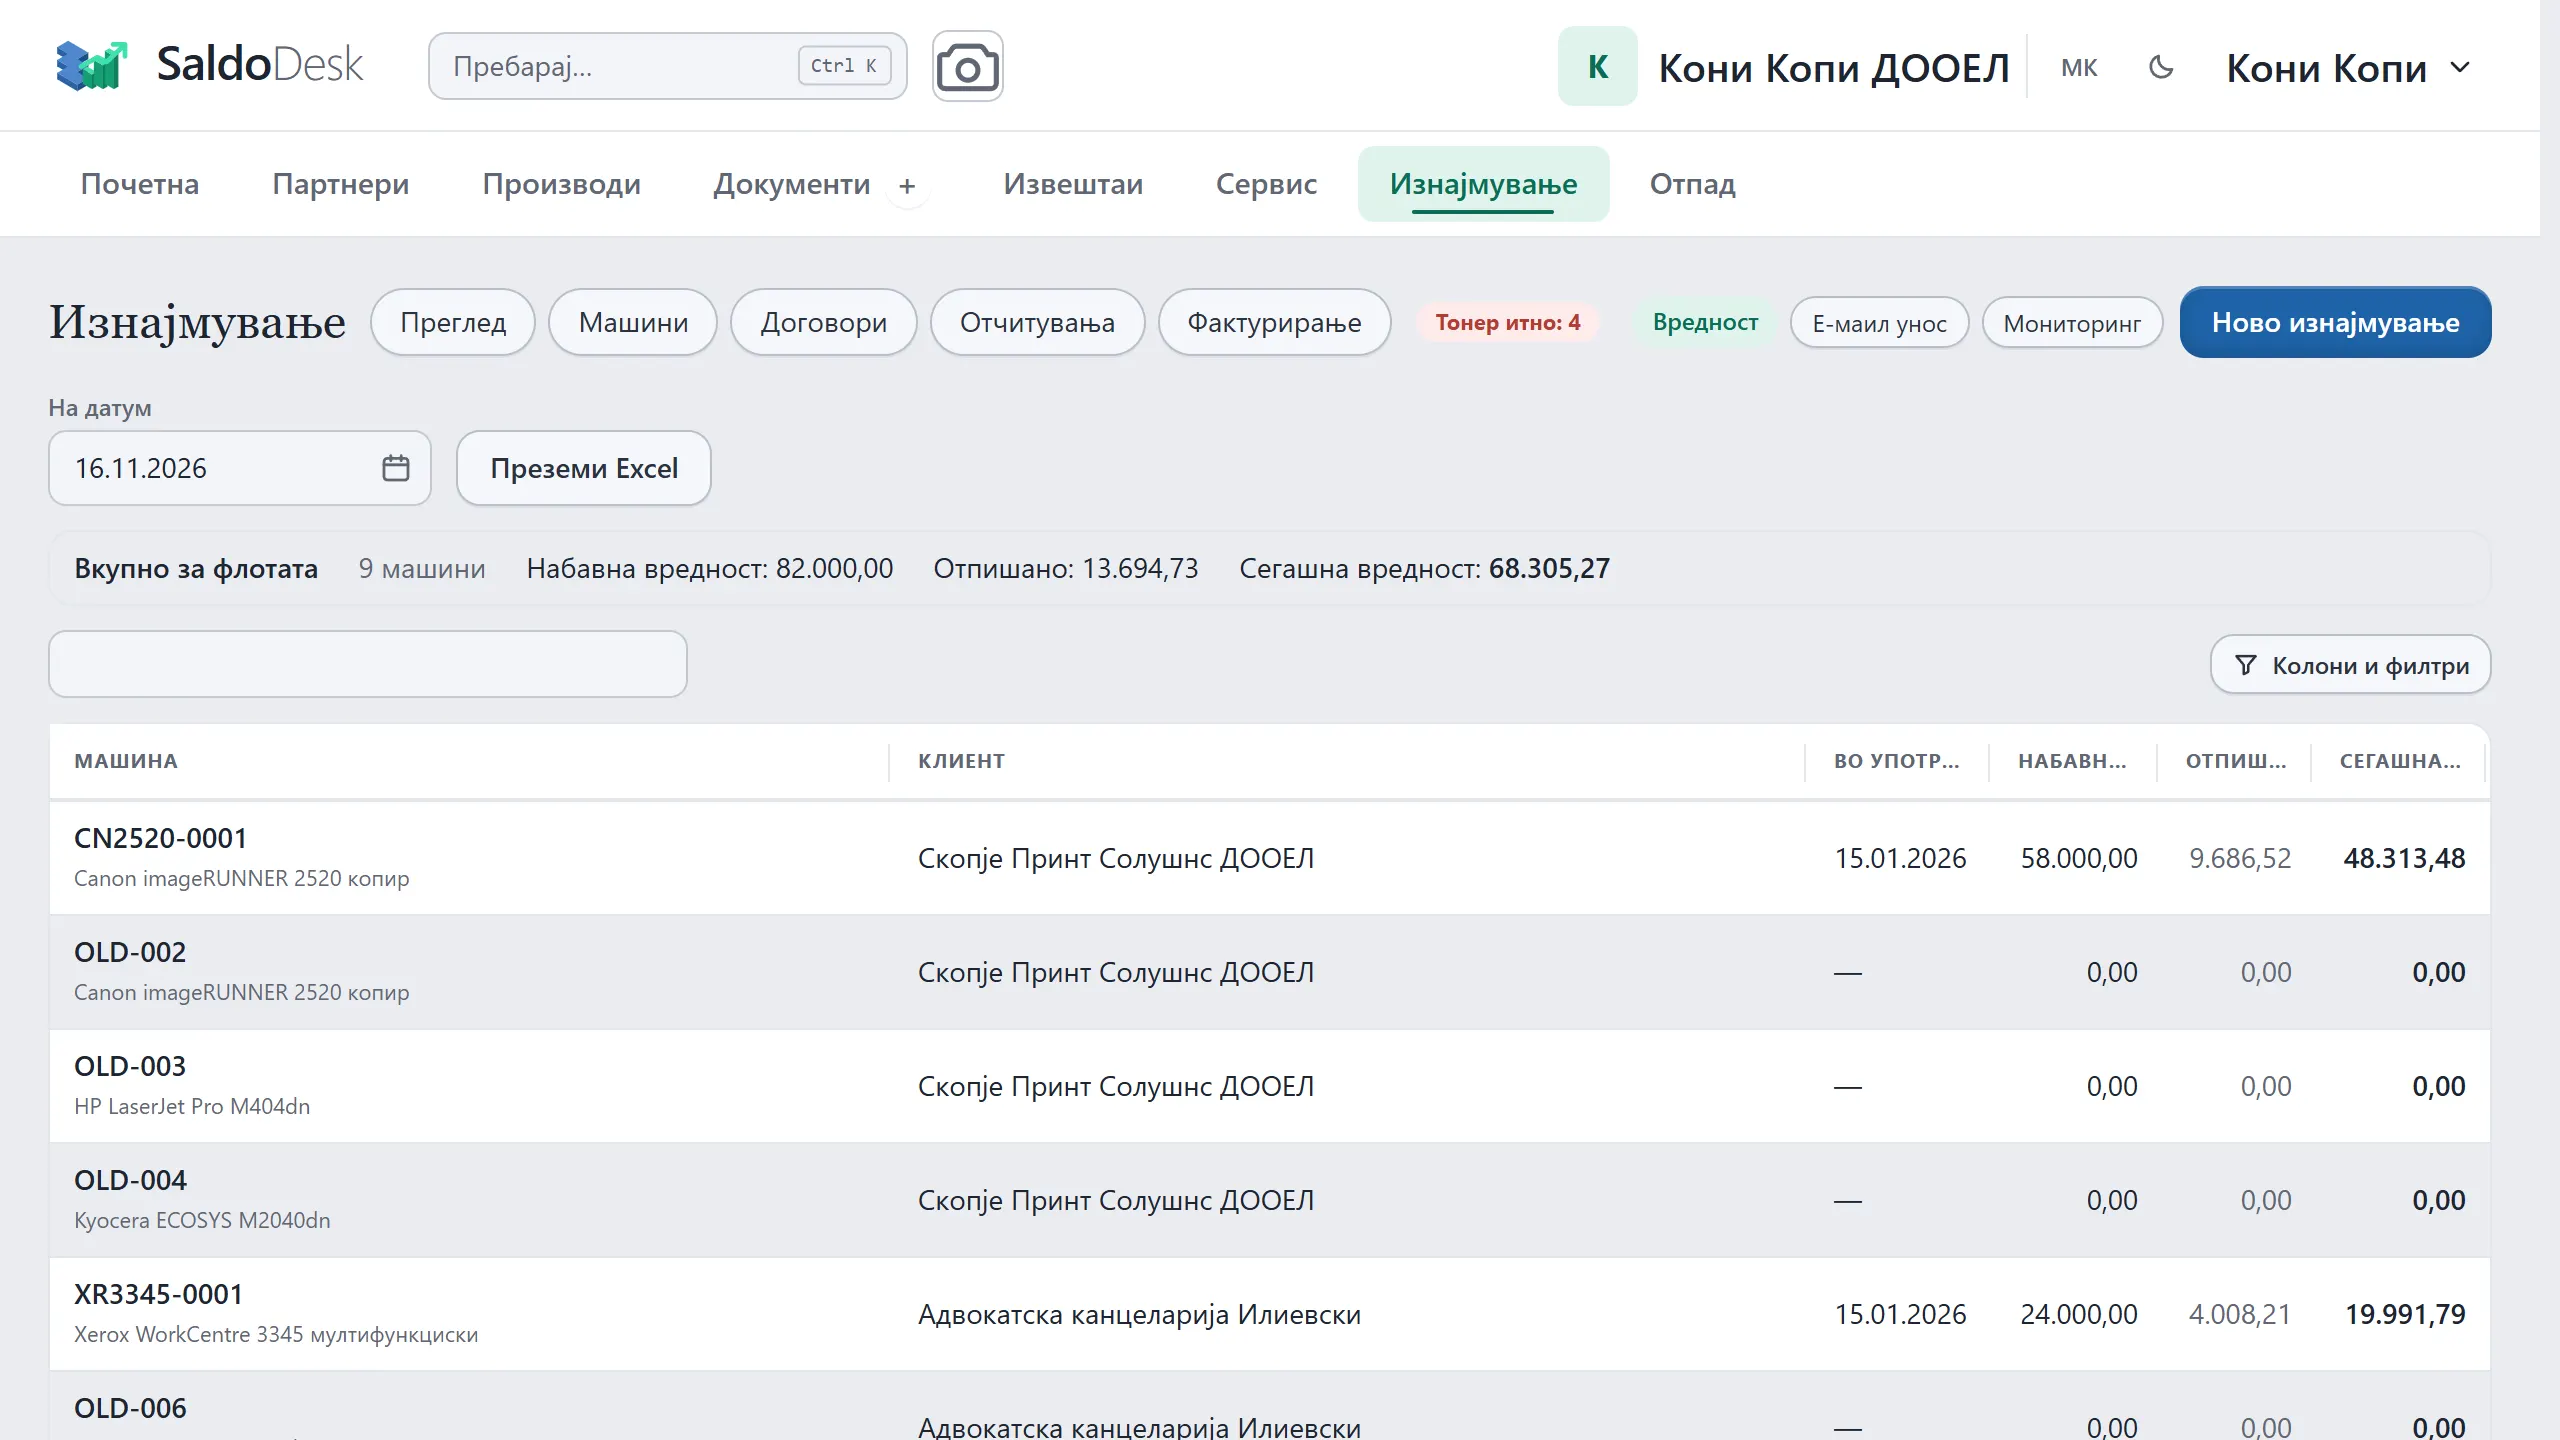 SaldoDesk
Пребарај...
Ctrl K
К
Кони Копи ДООЕЛ
МК
Кони Копи
Почетна
Партнери
Производи
Документи +
Извештаи
Сервис
Изнајмување
Отпад
Изнајмување
Преглед
Машини
Договори
Отчитувања
Фактурирање
Тонер итно: 4
Вредност
Е-маил унос
Мониторинг
Ново изнајмување
На датум
16.11.2026
Преземи Excel
Вкупно за флотата 9 машини Набавна вредност: 82.000,00 Отпишано: 13.694,73 Сегашна вредност: 68.305,27
Колони и филтри
МАШИНА КЛИЕНТ ВО УПОТР... НАБАВН... ОТПИШ... СЕГАШНА...
CN2520-0001
Canon imageRUNNER 2520 копир
Скопје Принт Солушнс ДООЕЛ 15.01.2026 58.000,00 9.686,52 48.313,48
OLD-002
Canon imageRUNNER 2520 копир
Скопје Принт Солушнс ДООЕЛ — 0,00 0,00 0,00
OLD-003
HP LaserJet Pro M404dn
Скопје Принт Солушнс ДООЕЛ — 0,00 0,00 0,00
OLD-004
Kyocera ECOSYS M2040dn
Скопје Принт Солушнс ДООЕЛ — 0,00 0,00 0,00
XR3345-0001
Xerox WorkCentre 3345 мултифункциски
Адвокатска канцеларија Илиевски 15.01.2026 24.000,00 4.008,21 19.991,79
OLD-006
Адвокатска канцеларија Илиевски — 0,00 0,00 0,00